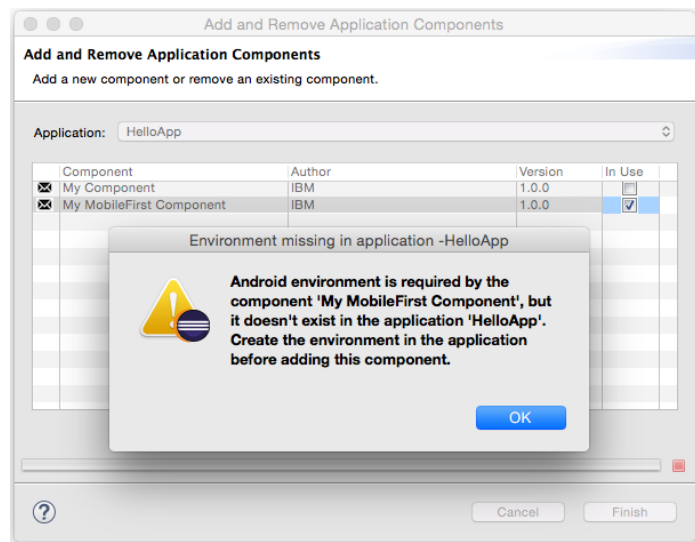 Add and Remove Application Components
Add and Remove Application Components
Add a new component or remove an existing component.
Application: HelloApp
Component Author Version In Use
My Component IBM 1.0.0
My MobileFirst Component IBM 1.0.0
Environment missing in application -HelloApp
Android environment is required by the
component 'My MobileFirst Component', but
it doesn't exist in the application 'HelloApp'.
Create the environment in the application
before adding this component.
OK
? Cancel Finish